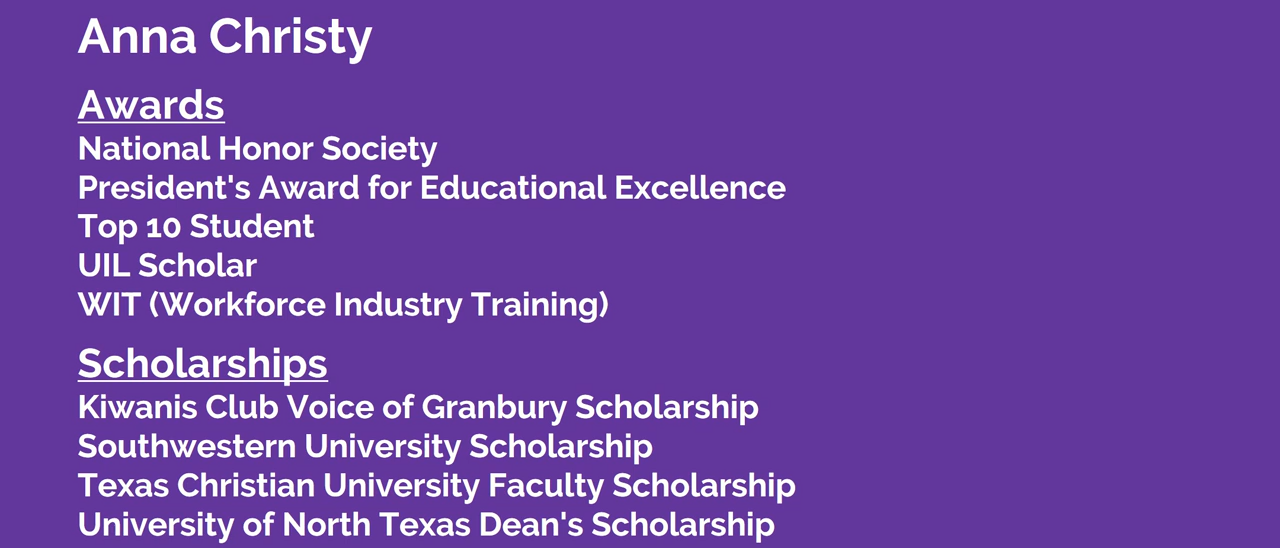 Anna Christy
Awards
National Honor Society
President's Award for Educational Excellence
Top 10 Student
UIL Scholar
WIT (Workforce Industry Training)
Scholarships
Kiwanis Club Voice of Granbury Scholarship
Southwestern University Scholarship
Texas Christian University Faculty Scholarship
University of North Texas Dean's Scholarship